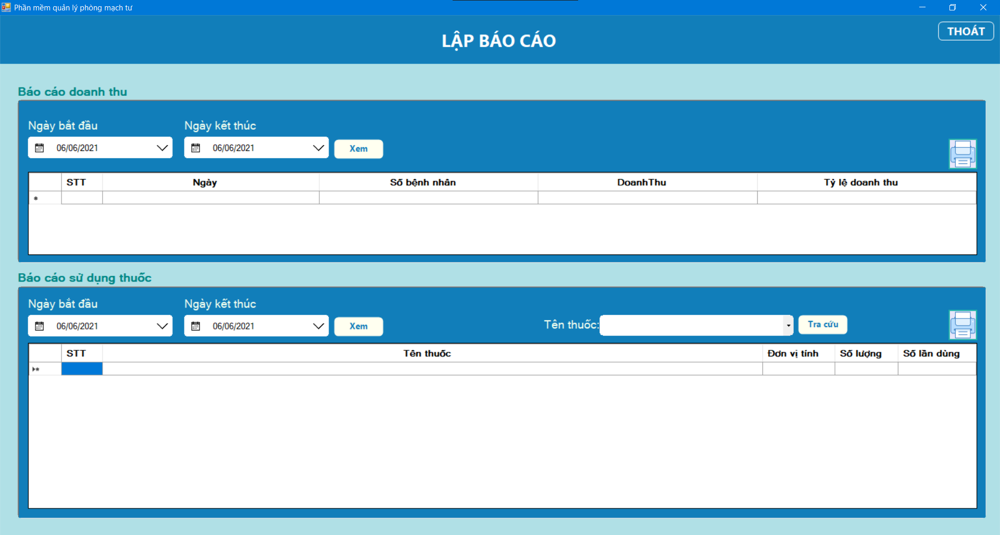 Phần mềm quản lý phòng mạch tư
LẬP BÁO CÁO
THOÁT
Báo cáo doanh thu
Ngày bắt đầu Ngày kết thúc
06/06/2021 06/06/2021 Xem
STT Ngày Số bệnh nhân DoanhThu Tỷ lệ doanh thu
*
Báo cáo sử dụng thuốc
Ngày bắt đầu Ngày kết thúc
06/06/2021 06/06/2021 Xem Tên thuốc: Tra cứu
STT Tên thuốc Đơn vị tính Số lượng Số lần dùng
*